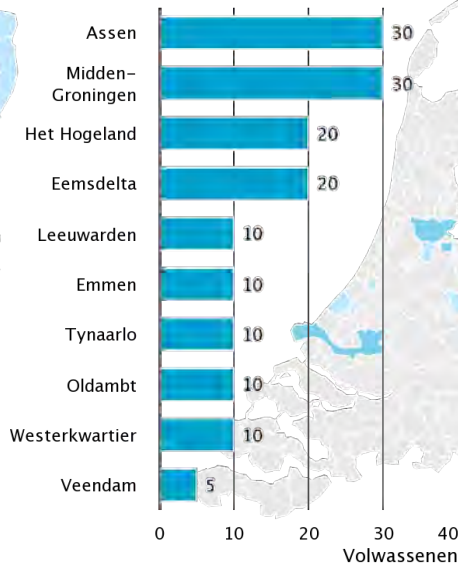 Assen 30
Midden-
Groningen 30
Het Hogeland 20
Eemsdelta 20
Leeuwarden 10
Emmen 10
Tynaarlo 10
Oldambt 10
Westerkwartier 10
Veendam 5
0 10 20 30 40
Volwassenen